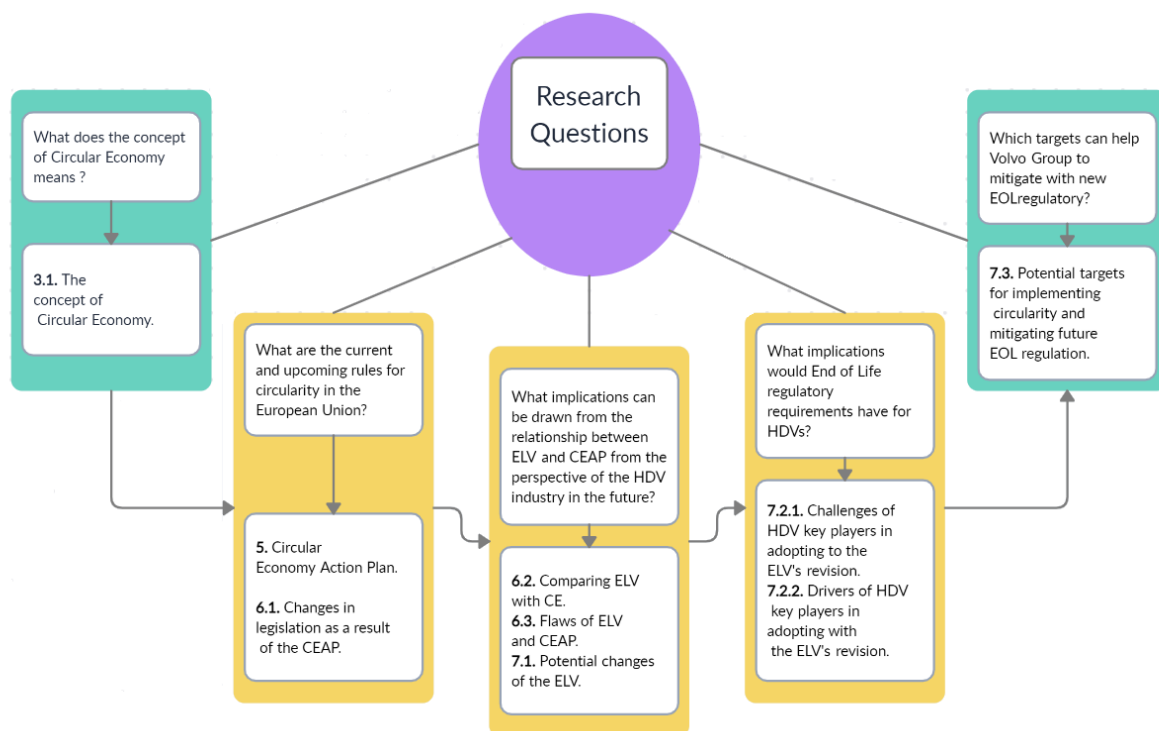 Research
Questions
What does the concept
of Circular Economy
means ?
3.1. The
concept of
Circular Economy.
What are the current
and upcoming rules for
circularity in the
European Union?
5. Circular
Economy Action Plan.
6.1. Changes in
legislation as a result
of the CEAP.
What implications can
be drawn from the
relationship between
ELV and CEAP from the
perspective of the HDV
industry in the future?
6.2. Comparing ELV
with CE.
6.3. Flaws of ELV
and CEAP.
7.1. Potential changes
of the ELV.
What implications
would End of Life
regulatory
requirements have for
HDVs?
7.2.1. Challenges of
HDV key players in
adopting to the
ELV's revision.
7.2.2. Drivers of HDV
key players in
adopting with
the ELV's revision.
Which targets can help
Volvo Group to
mitigate with new
EOLregulatory?
7.3. Potential targets
for implementing
circularity and
mitigating future
EOL regulation.